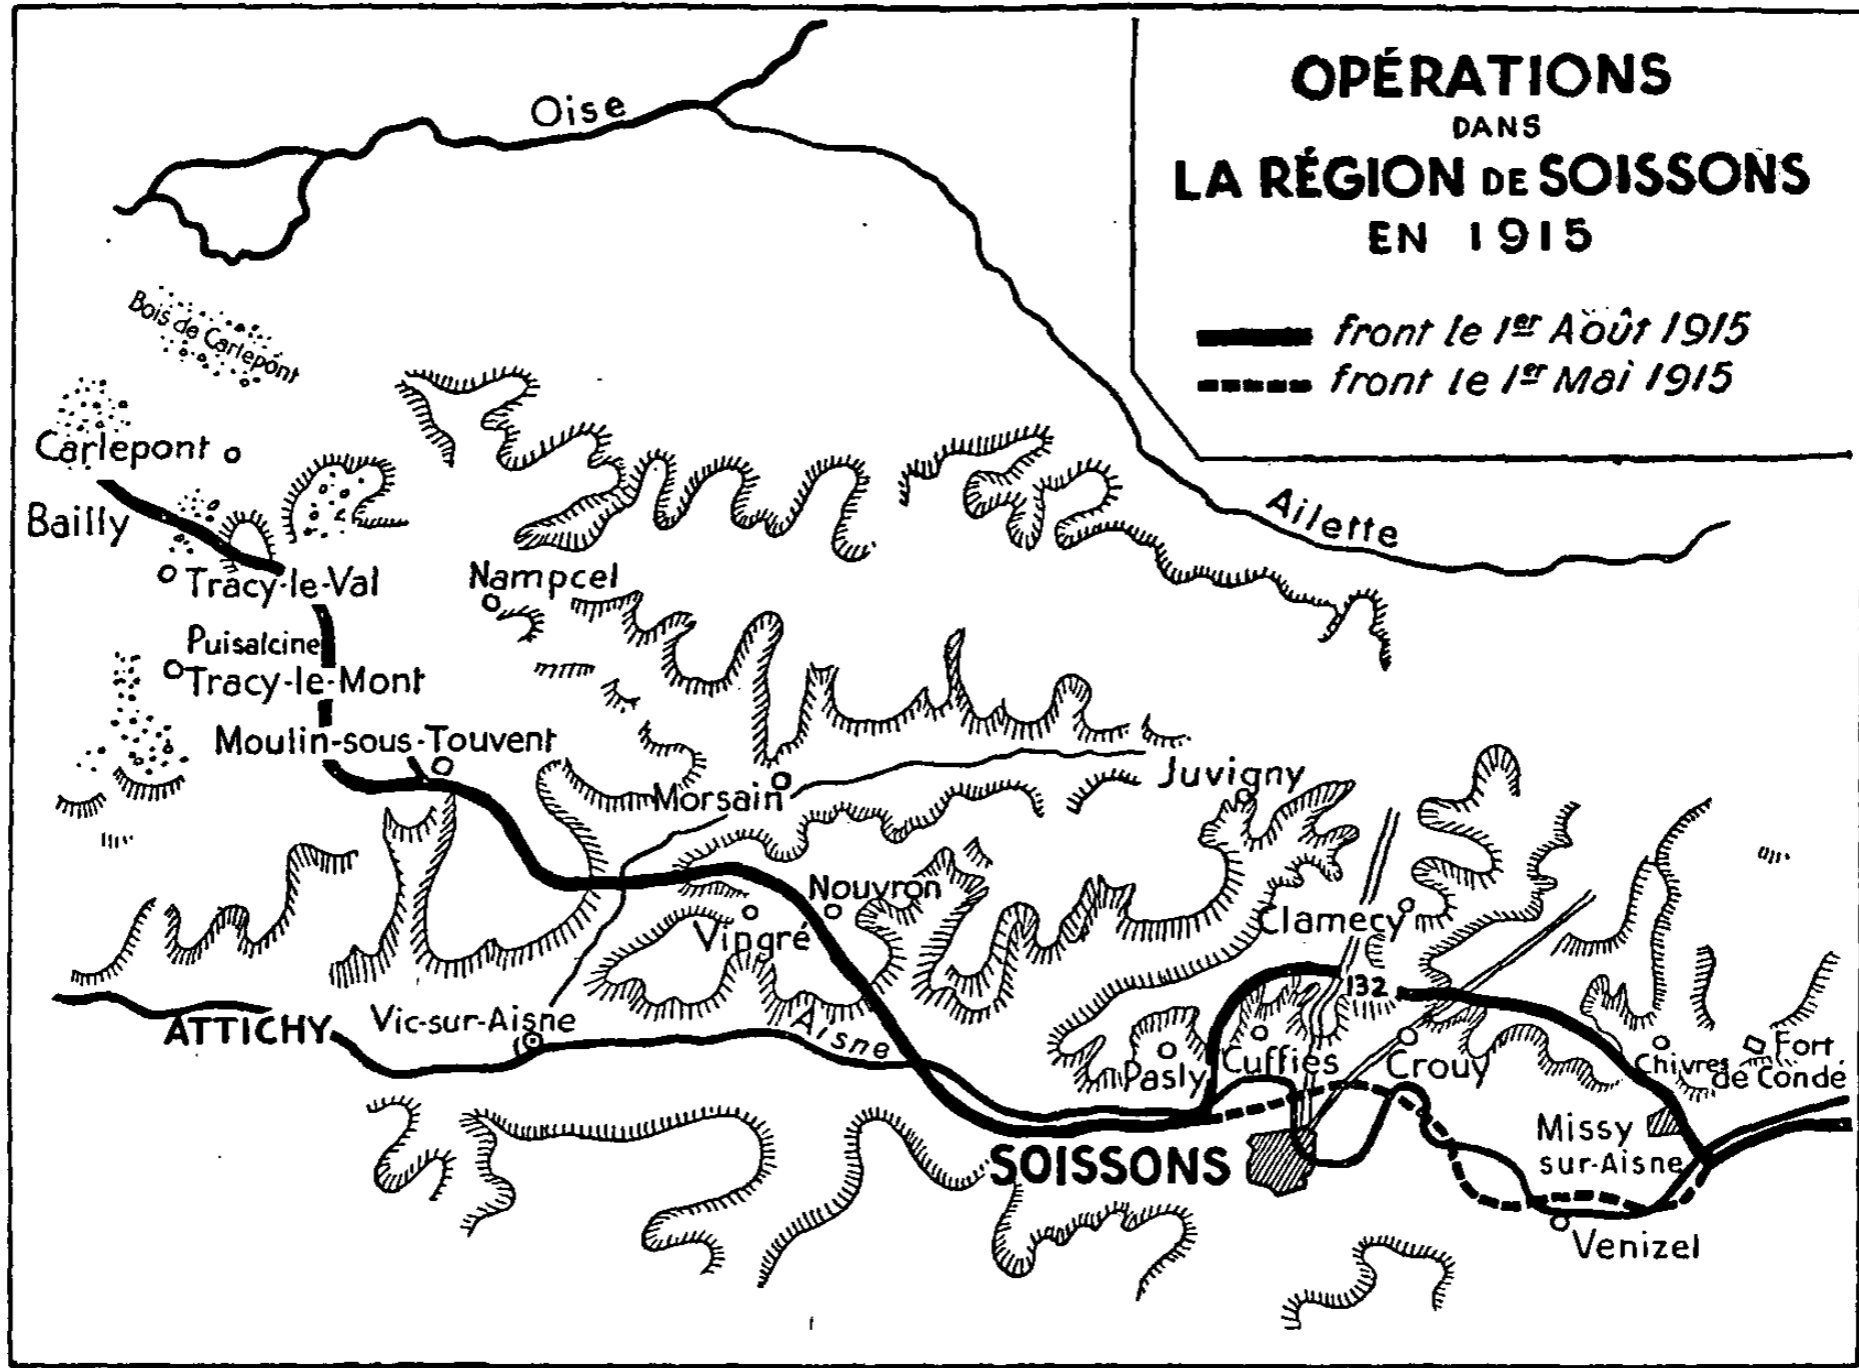 OPÉRATIONS
DANS
LA RÉGION DE SOISSONS
EN 1915
front le 1er Août 1915
front le 1er Mai 1915
Oise
Bois de Carlepont
Carlepont
Bailly
Ailette
Tracy-le-Val
Nampcel
Puisalcine
Tracy-le-Mont
Moulin-sous-Touvent
Morsain
Juvigny
Nouvron
Vingré
Clamecy
132
ATTICHY
Vic-sur-Aisne
Aisne
Pasly
Cuffies
Crouy
Chivres
Fort
de Condé
Missy
sur-Aisne
SOISSONS
Venizel